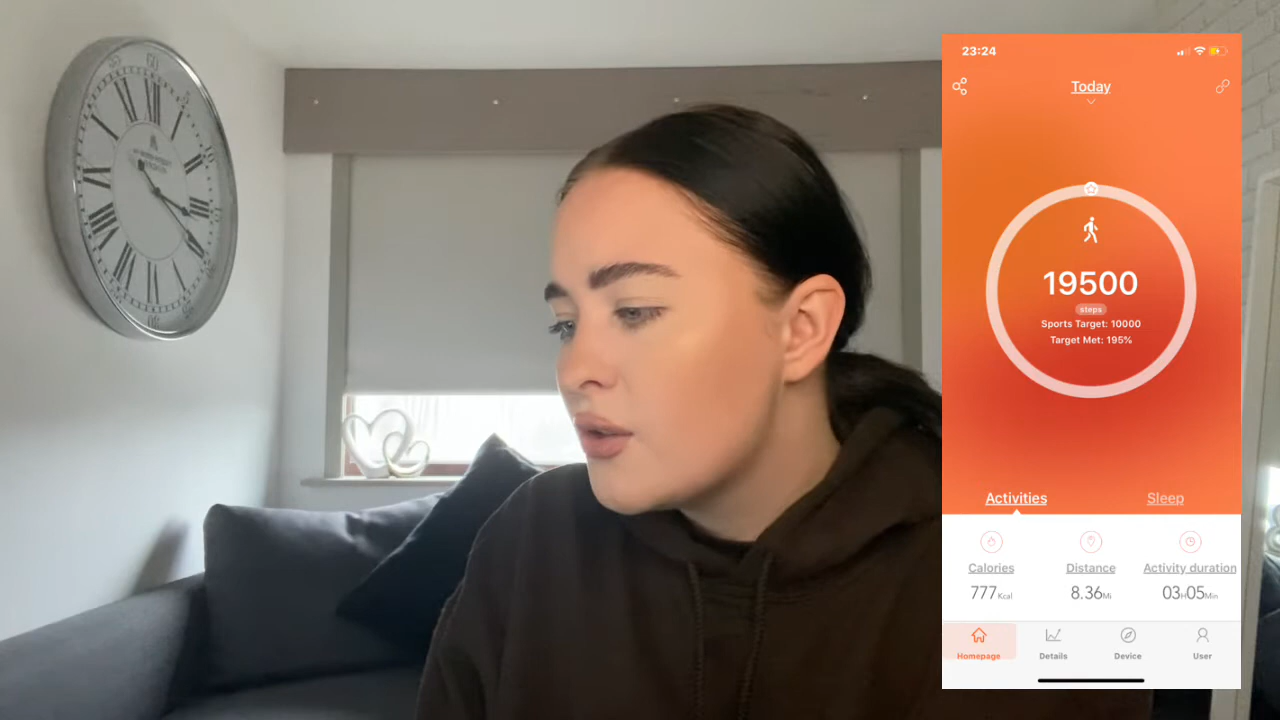 23:24
Today
19500
steps
Sports Target: 10000
Target Met: 195%
Activities
Sleep
Calories
Distance
Activity duration
777Kcal
8.36Mi
03H05Min
Homepage
Details
Device
User